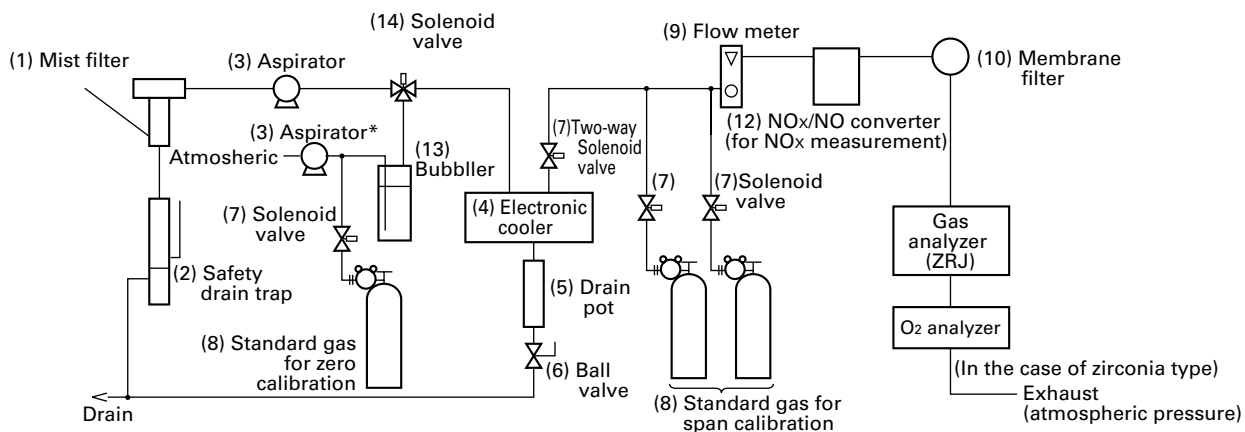 (14) Solenoid
valve
(1) Mist filter
(3) Aspirator
(9) Flow meter
(10) Membrane
filter
(3) Aspirator*
Atmosheric
(13)
Bubbller
(7)Two-way
Solenoid
valve
(12) NOx/NO converter
(for NOx measurement)
(7) Solenoid
valve
(4) Electronic
cooler
(7)
(7)Solenoid
valve
Gas
analyzer
(ZRJ)
(2) Safety
drain trap
(5) Drain
pot
O2 analyzer
(8) Standard gas
for zero
calibration
(6) Ball
valve
(In the case of zirconia type)
Exhaust
(atmospheric pressure)
Drain
(8) Standard gas for
span calibration